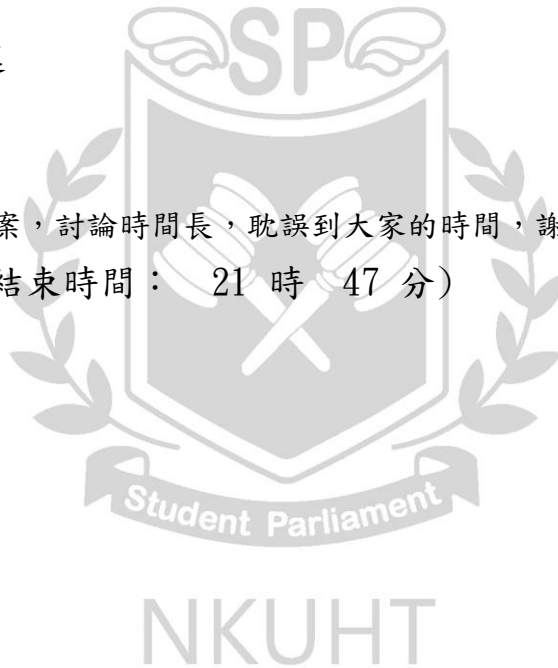 SP
案，討論時間長，耽誤到大家的時間，謝
結束時間： 21 時 47 分)
Student Parliament
NKUHT